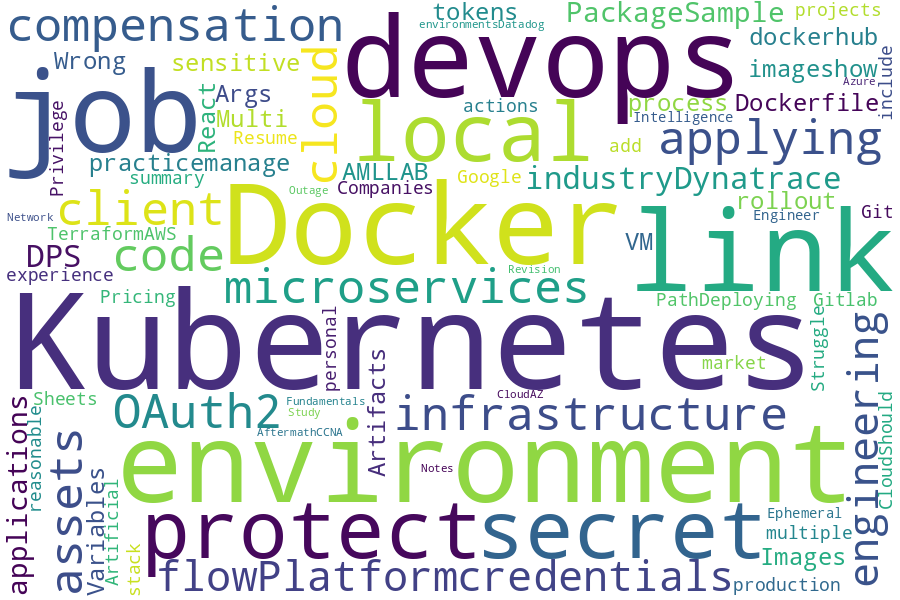 compensation
tokens
PackageSample
projects
environmentsDatadog
devops
dockerhub
Wrong
sensitive
cloud
imageshow
include
Azure
job
React
Args
Multi
Resume
actions
local
process
Dockerfile
Intelligence
applying
add
Privilege
practicemanage
summary
AMLLAB
Companies
Google
industryDynatrace
Outage
rollout
Network
client
Docker
link
Engineer
Git
TerraformAWS
VM
DPS
code
experience
Revision
microservices
Pricing
PathDeploying
Gitlab
Kubernetes
personal
Struggle
engineering
market
Artifacts
Sheets
OAuth2
Fundamentals
Study
CloudAZ
infrastructure
applications
reasonable
AftermathCCNA
CloudShould
assets
Variables
Artificial
environment
Notes
protect
secret
Ephemeral
multiple
stack
Images
flowPlatformcredentials
production